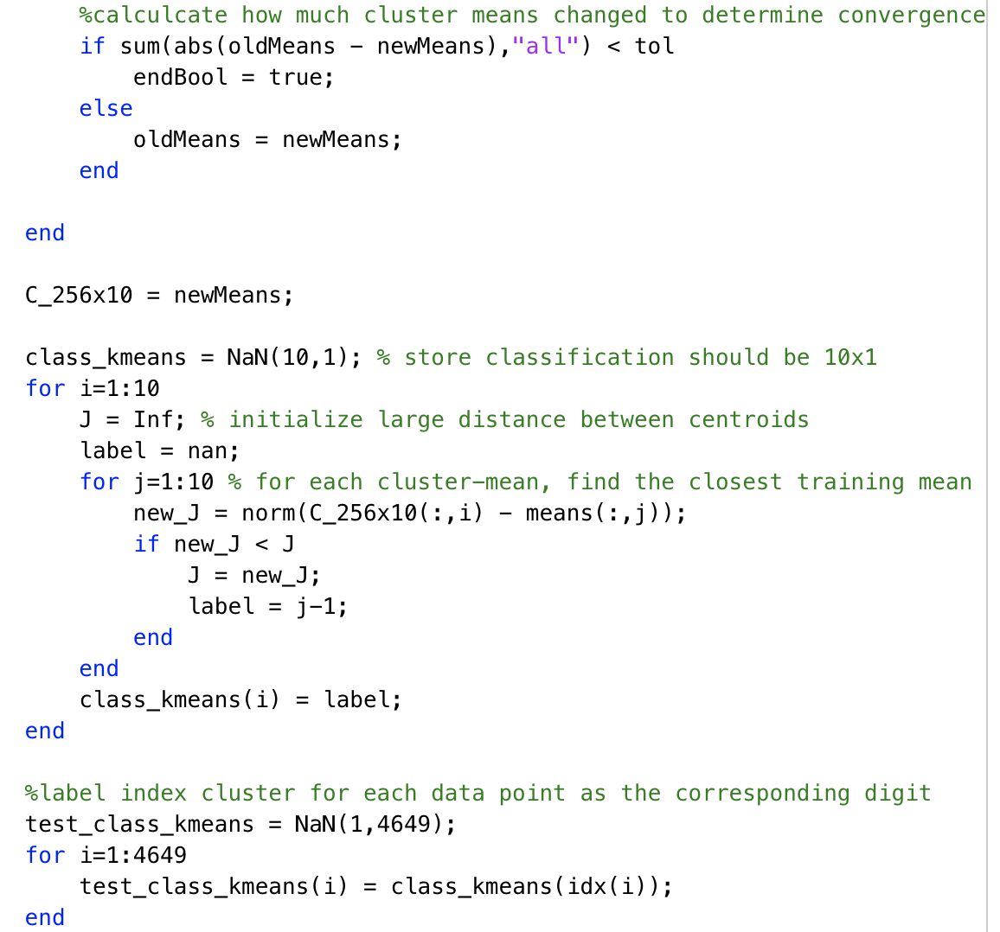 %calculcate how much cluster means changed to determine convergence
if sum(abs(oldMeans - newMeans),"all") < tol
endBool = true;
else
oldMeans = newMeans;
end
end
C_256x10 = newMeans;
class_kmeans = NaN(10,1); % store classification should be 10x1
for i=1:10
J = Inf; % initialize large distance between centroids
label = nan;
for j=1:10 % for each cluster-mean, find the closest training mean
new_J = norm(C_256x10(:,i) - means(:,j));
if new_J < J
J = new_J;
label = j-1;
end
end
class_kmeans(i) = label;
end
%label index cluster for each data point as the corresponding digit
test_class_kmeans = NaN(1,4649);
for i=1:4649
test_class_kmeans(i) = class_kmeans(idx(i));
end